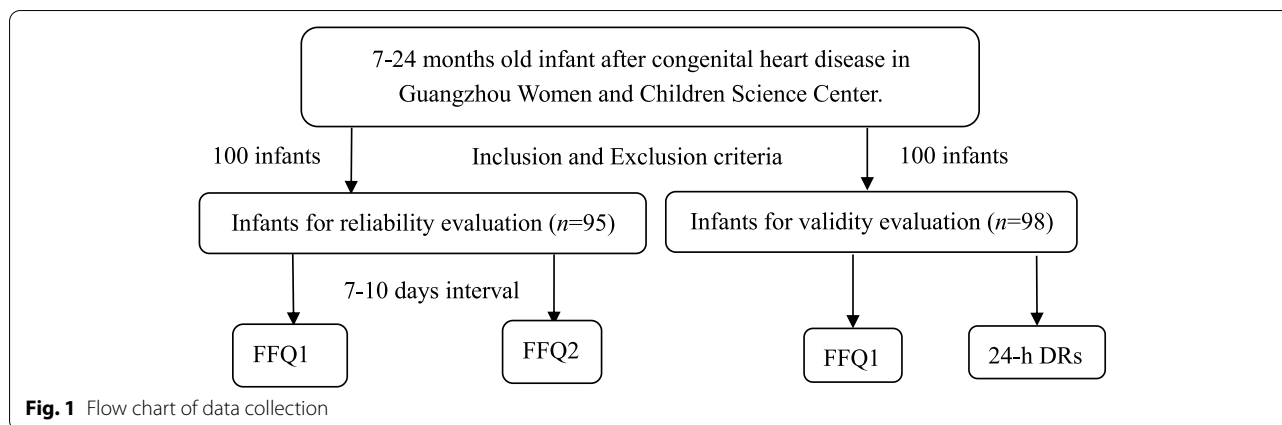 7-24 months old infant after congenital heart disease in
Guangzhou Women and Children Science Center.
100 infants
Inclusion and Exclusion criteria
100 infants
Infants for reliability evaluation (n=95)
Infants for validity evaluation (n=98)
7-10 days interval
FFQ1
FFQ2
FFQ1
24-h DRs
Fig. 1 Flow chart of data collection